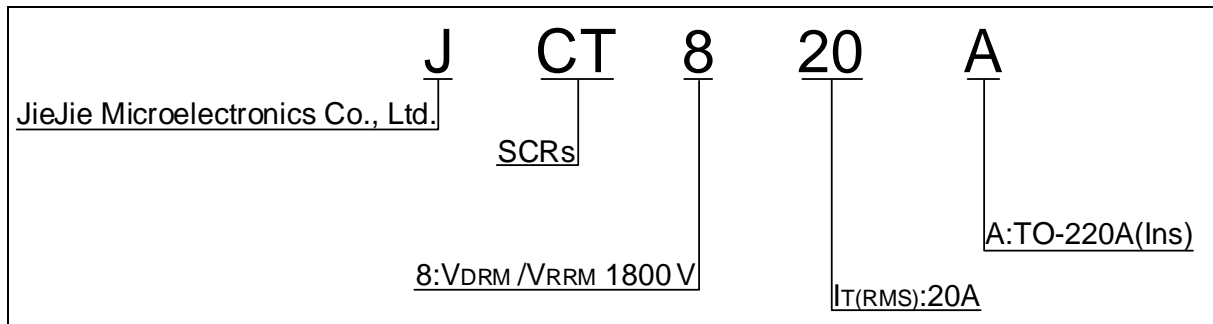 J CT 8 20 A
JieJie Microelectronics Co., Ltd.
SCRs
A:TO-220A(Ins)
8:VDRM /VRRM 1800 V
IT(RMS):20A